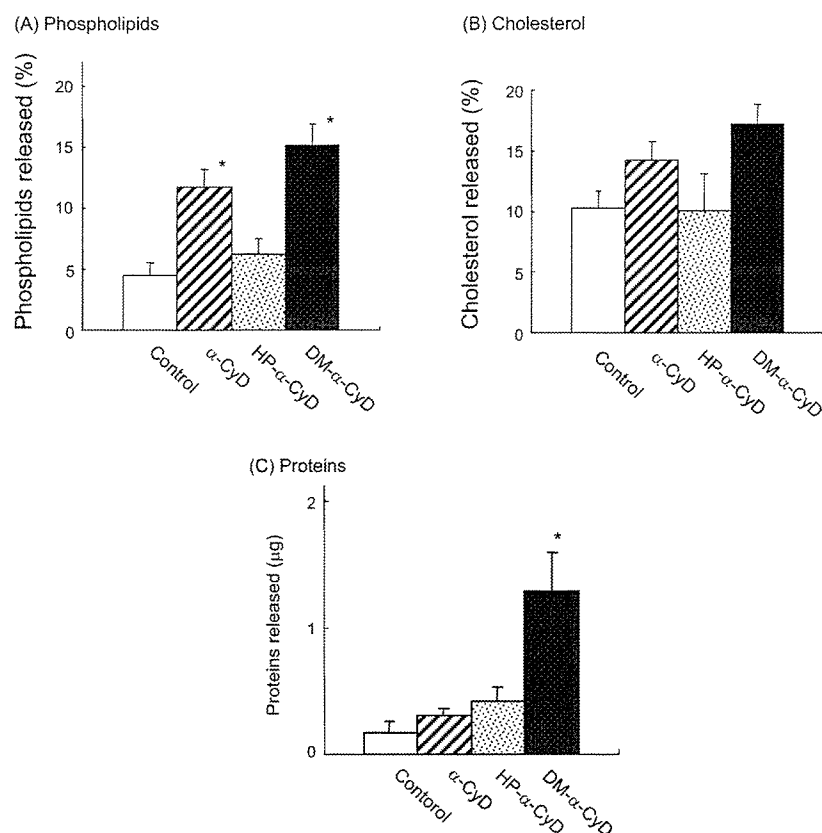 (A) Phospholipids
Phospholipids released (%)
20
15
10
5
0
*
*
Control
α-CyD
HP-α-CyD
DM-α-CyD
(B) Cholesterol
Cholesterol released (%)
20
15
10
5
0
Control
α-CyD
HP-α-CyD
DM-α-CyD
(C) Proteins
Proteins released (μg)
2
1
0
*
Contorol
α-CyD
HP-α-CyD
DM-α-CyD